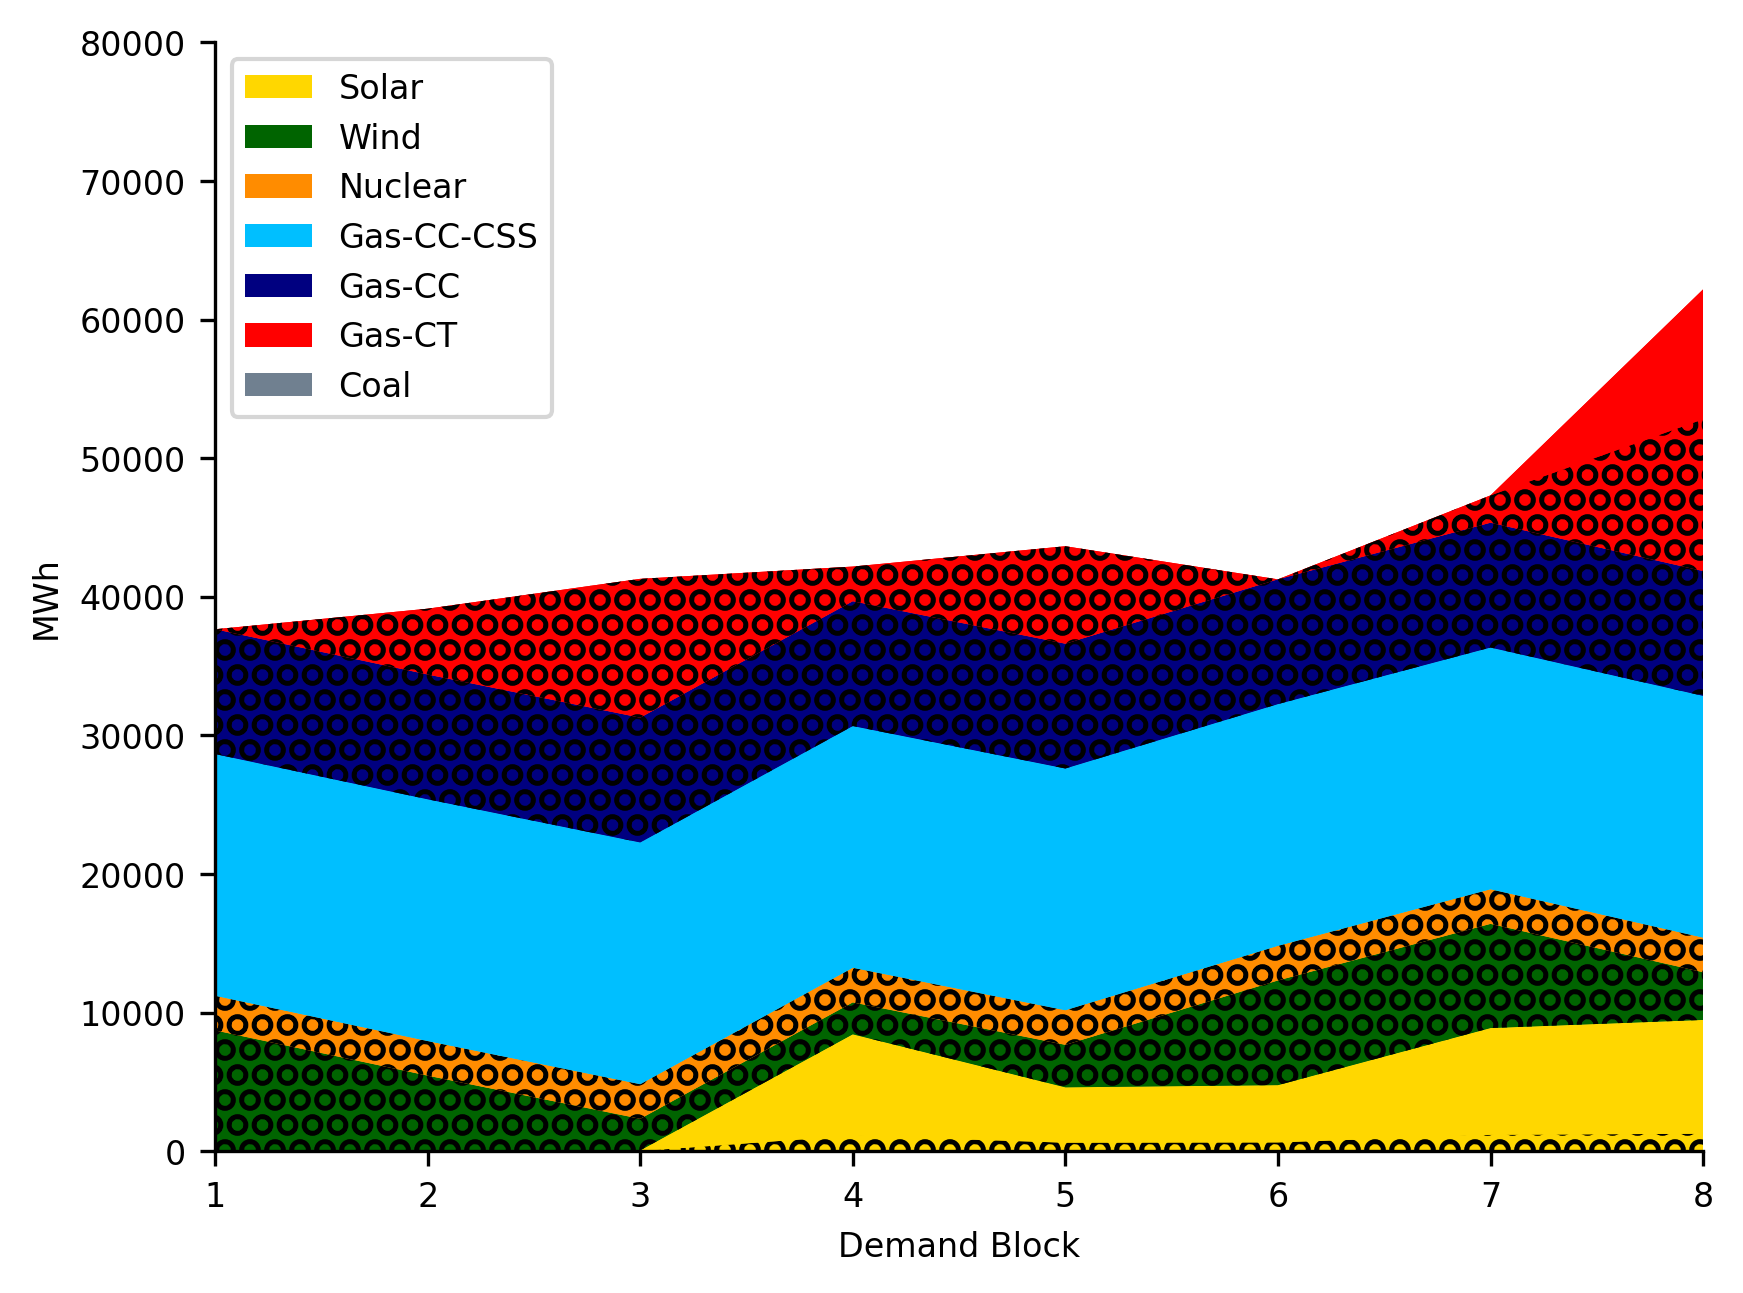 80000
70000
60000
50000
40000
30000
20000
10000
0
MWh
Solar
Wind
Nuclear
Gas-CC-CSS
Gas-CC
Gas-CT
Coal
1 2 3 4 5 6 7 8
Demand Block